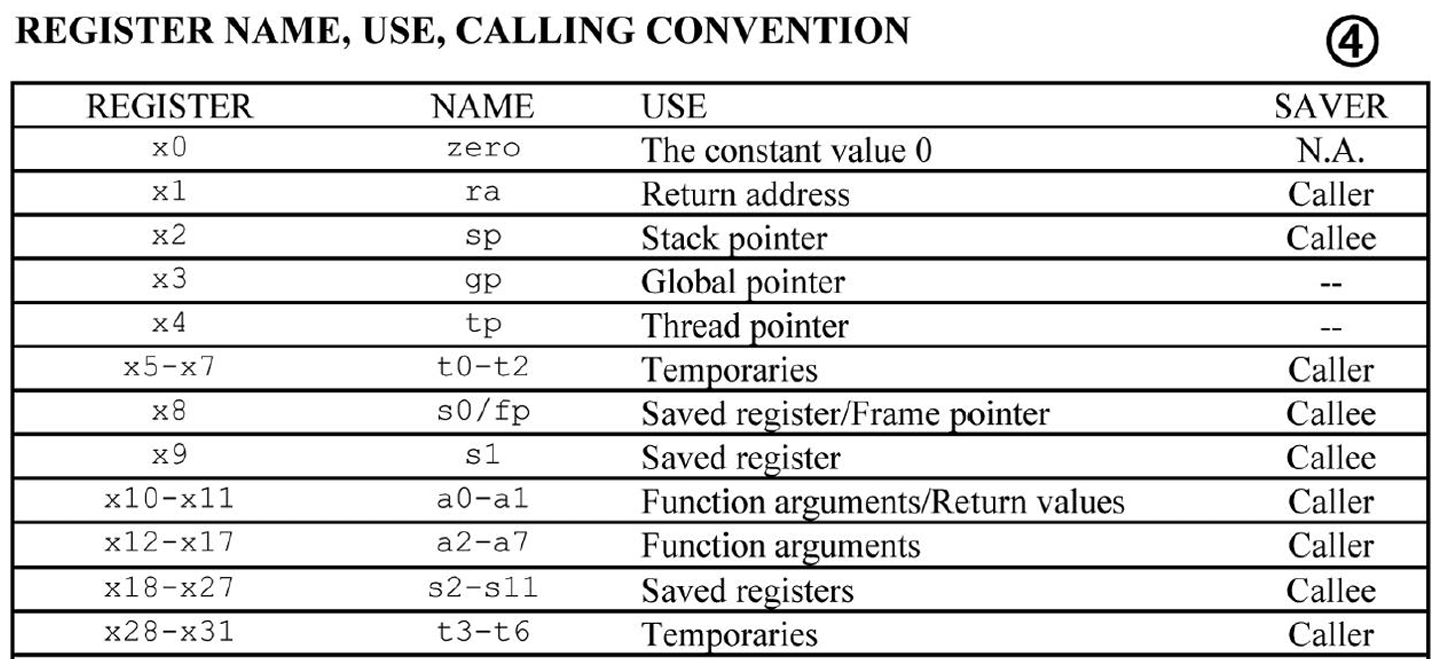 REGISTER NAME, USE, CALLING CONVENTION ④
REGISTER NAME USE SAVER
x0 zero The constant value 0 N.A.
x1 ra Return address Caller
x2 sp Stack pointer Callee
x3 gp Global pointer --
x4 tp Thread pointer --
x5-x7 t0-t2 Temporaries Caller
x8 s0/fp Saved register/Frame pointer Callee
x9 s1 Saved register Callee
x10-x11 a0-a1 Function arguments/Return values Caller
x12-x17 a2-a7 Function arguments Caller
x18-x27 s2-s11 Saved registers Callee
x28-x31 t3-t6 Temporaries Caller